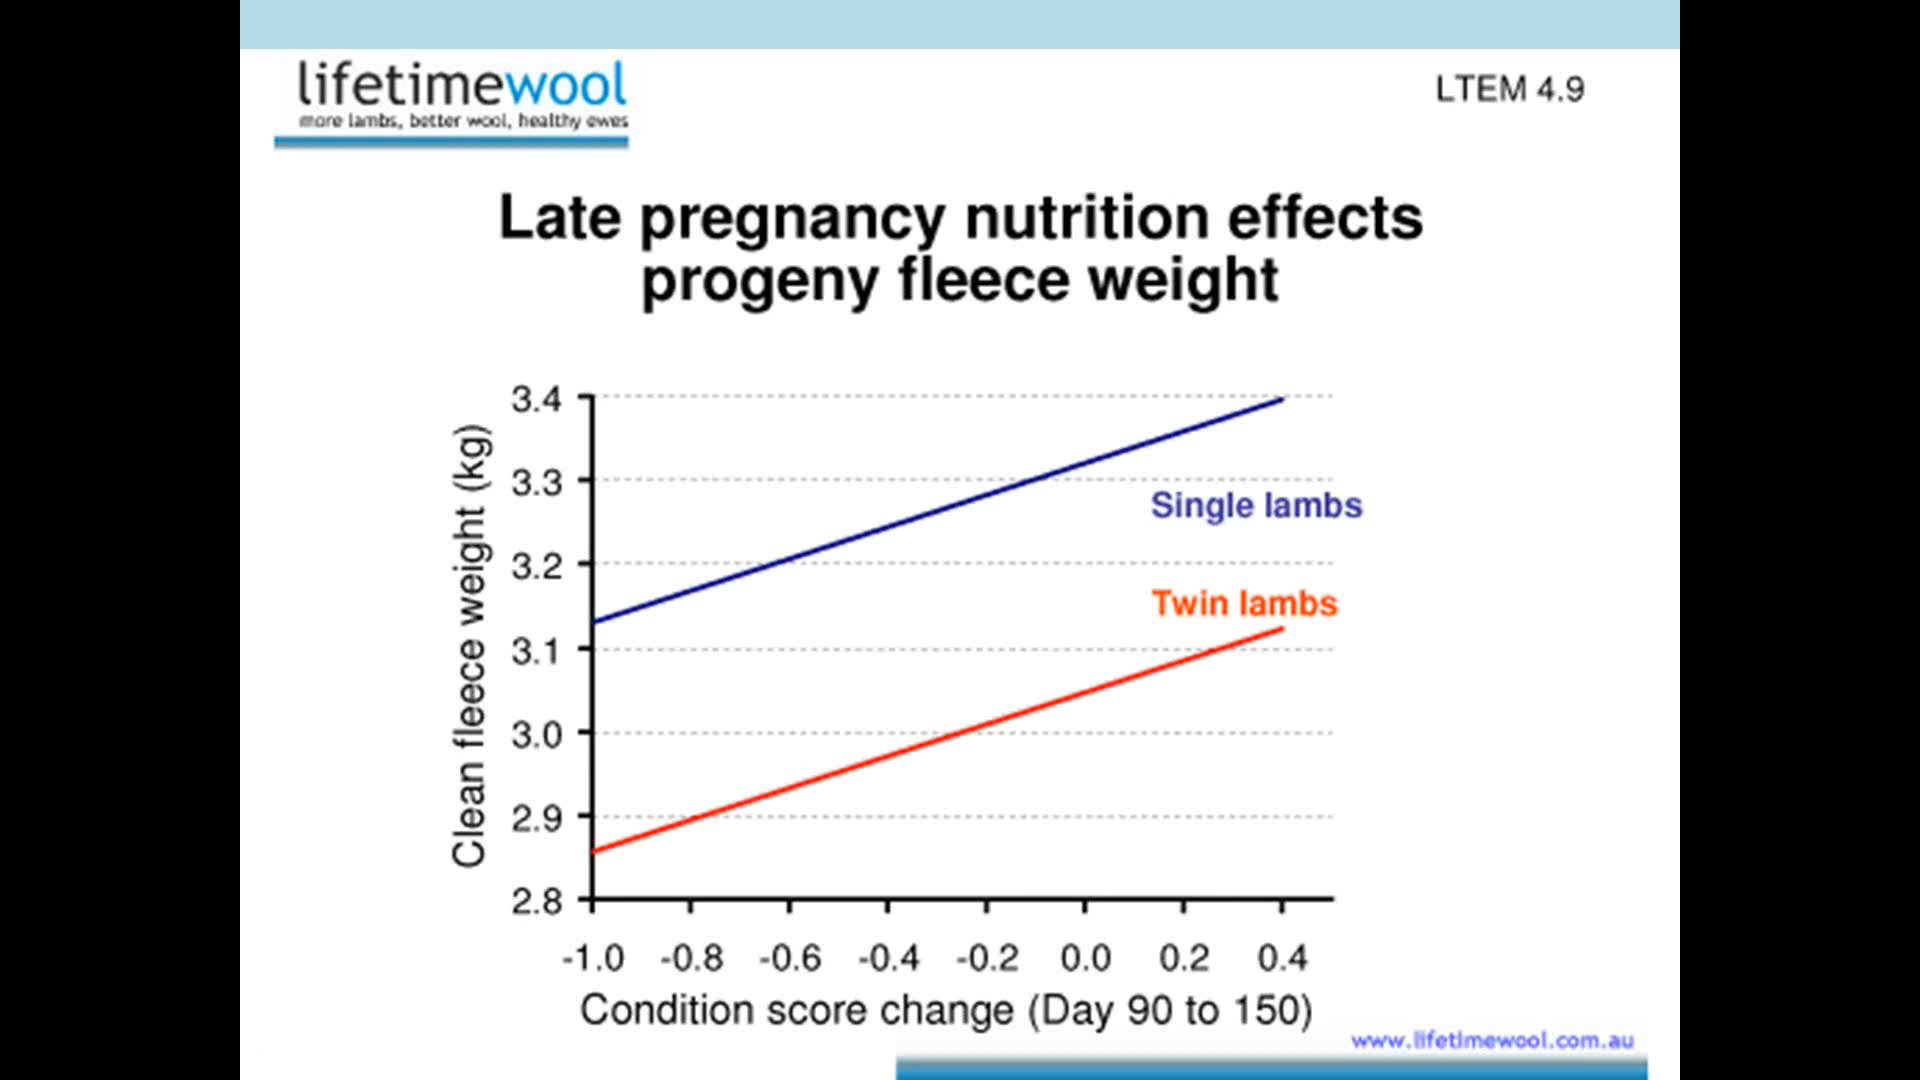 lifetimewool
more lambs, better wool, healthy ewes
LTEM 4.9
Late pregnancy nutrition effects
progeny fleece weight
Clean fleece weight (kg)
3.4
3.3
3.2
3.1
3.0
2.9
2.8
Single lambs
Twin lambs
-1.0 -0.8 -0.6 -0.4 -0.2 0.0 0.2 0.4
Condition score change (Day 90 to 150)
www.lifetimewool.com.au